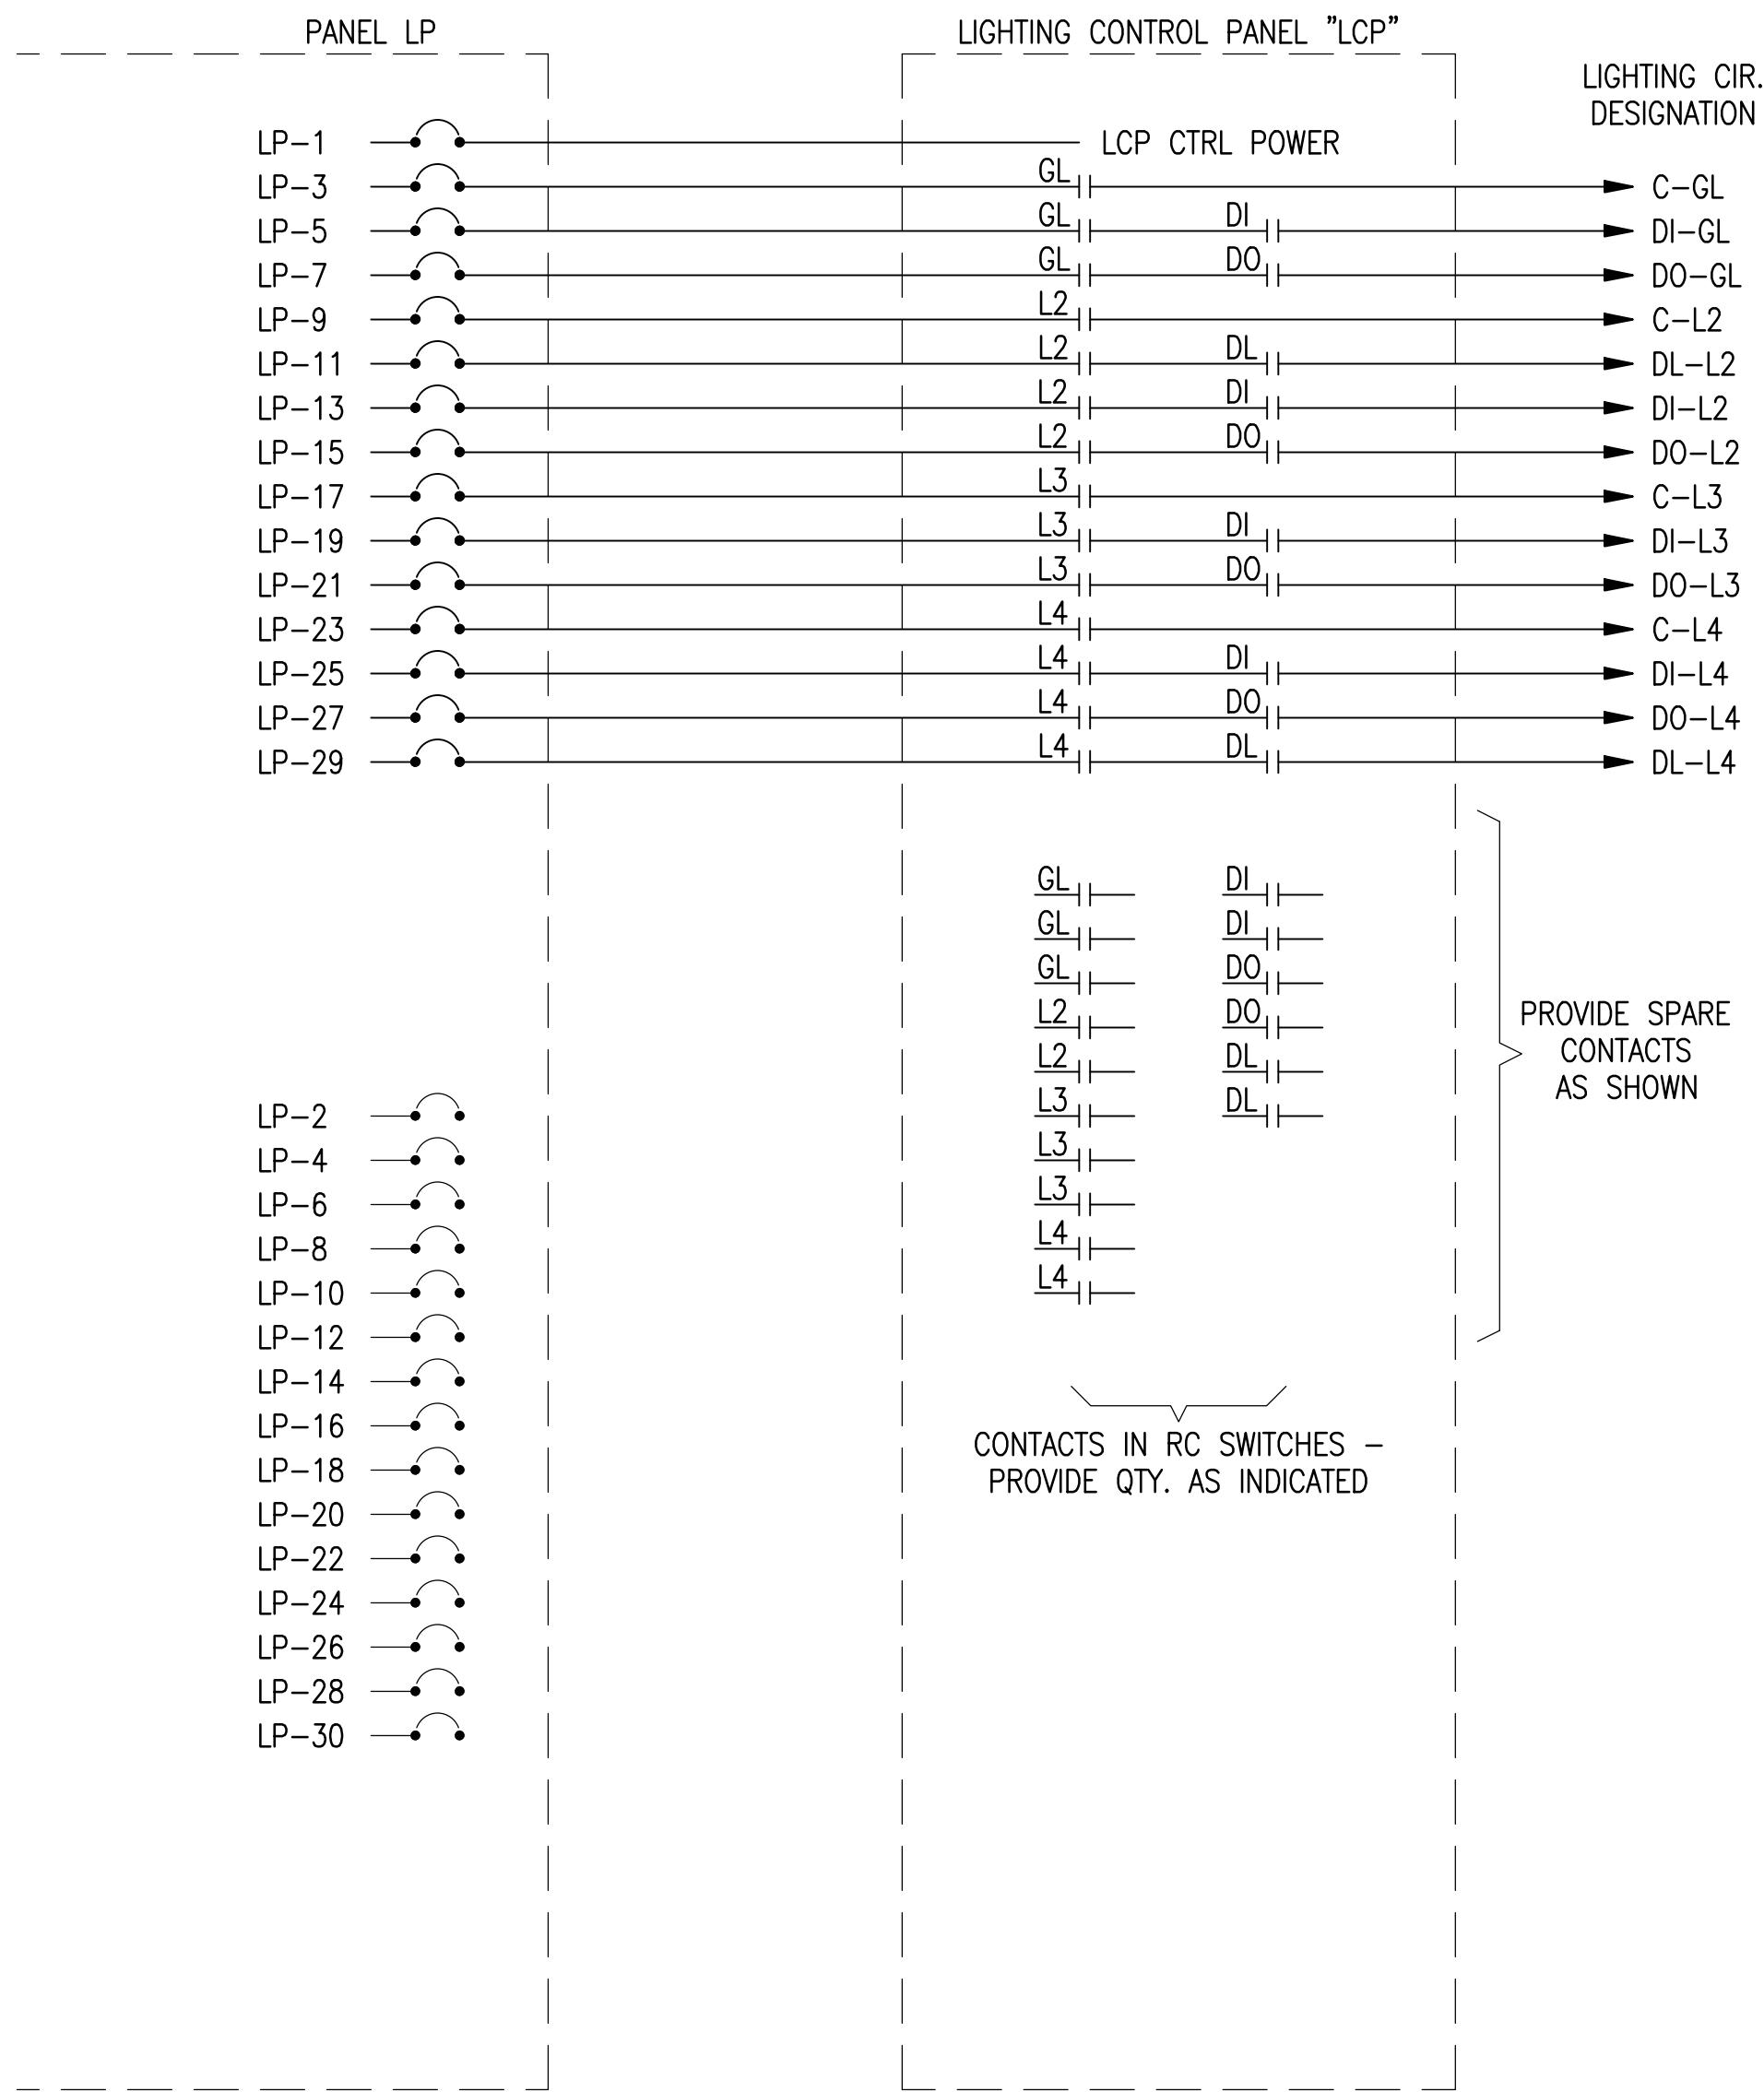 PANEL LP
LIGHTING CONTROL PANEL "LCP"
LIGHTING CIR.
DESIGNATION
LP-1 LCP CTRL POWER
LP-3 GL C-GL
LP-5 GL DI DI-GL
LP-7 GL DO DO-GL
LP-9 L2 C-L2
LP-11 L2 DL DL-L2
LP-13 L2 DI DI-L2
LP-15 L2 DO DO-L2
LP-17 L3 C-L3
LP-19 L3 DI DI-L3
LP-21 L3 DO DO-L3
LP-23 L4 C-L4
LP-25 L4 DI DI-L4
LP-27 L4 DO DO-L4
LP-29 L4 DL DL-L4
GL DI
GL DI
GL DO
L2 DO
L2 DL
L3 DL
L3
L3
L4
L4
PROVIDE SPARE
CONTACTS
AS SHOWN
CONTACTS IN RC SWITCHES -
PROVIDE QTY. AS INDICATED
LP-2
LP-4
LP-6
LP-8
LP-10
LP-12
LP-14
LP-16
LP-18
LP-20
LP-22
LP-24
LP-26
LP-28
LP-30